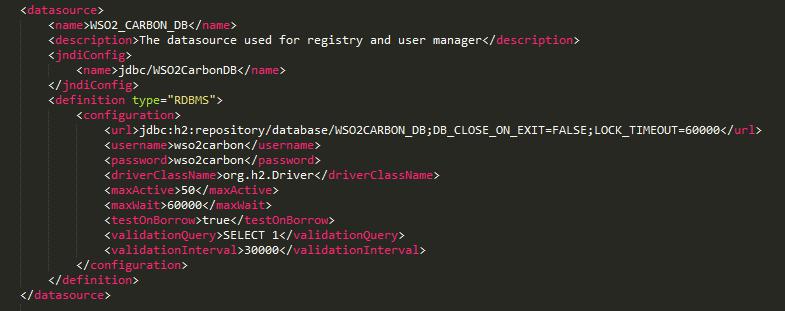 <datasource>
<name>WSO2_CARBON_DB</name>
<description>The datasource used for registry and user manager</description>
<jndiConfig>
<name>jdbc/WSO2CarbonDB</name>
</jndiConfig>
<definition type="RDBMS">
<configuration>
<url>jdbc:h2:repository/database/WSO2CARBON_DB;DB_CLOSE_ON_EXIT=FALSE;LOCK_TIMEOUT=60000</url>
<username>wso2carbon</username>
<password>wso2carbon</password>
<driverClassName>org.h2.Driver</driverClassName>
<maxActive>50</maxActive>
<maxWait>60000</maxWait>
<testOnBorrow>true</testOnBorrow>
<validationQuery>SELECT 1</validationQuery>
<validationInterval>30000</validationInterval>
</configuration>
</definition>
</datasource>